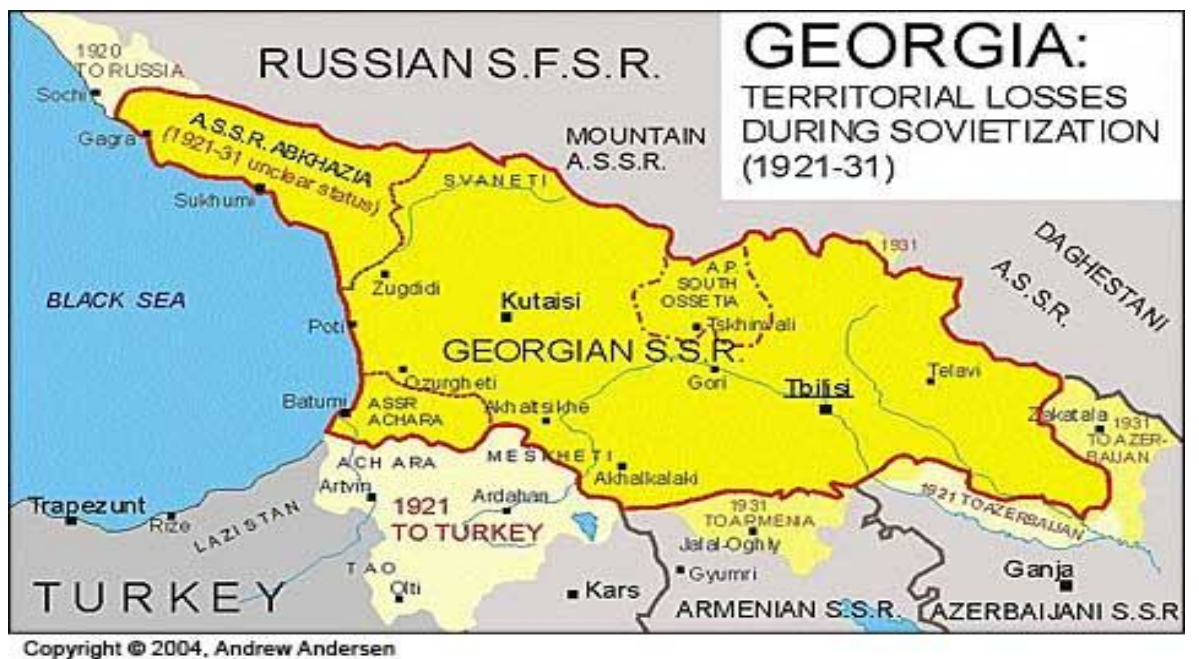 GEORGIA:
TERRITORIAL LOSSES
DURING SOVIETIZATION
(1921-31)
1920
TO RUSSIA
RUSSIAN S.F.S.R.
Sochi
Gagra
A.S.S.R. ABKHAZIA
(1921-31 unclear status)
MOUNTAIN
A.S.S.R.
SVANETI
Sukhumi
1931
DAGHESTANI
A.S.S.R.
A.P.
SOUTH
OSSETIA
BLACK SEA
Zugdidi
Kutaisi
Poti
Tskhinvali
GEORGIAN S.S.R.
Ozurgheti
Gori
Telavi
Tbilisi
Batumi
ASSR
ACHARA
Akhaltsikhe
Zakatala
1931
TO AZER-
BAIJAN
ACHARA
MESKHETI
Akhalkalaki
Artvin
1921
TO TURKEY
Ardahan
1921 TO AZERBAIJAN
Trapezunt
Rize
LAZISTAN
1931
TO ARMENIA
Jalal-Oghly
Gyumri
TAO
Olti
Kars
Ganja
TURKEY
ARMENIAN S.S.R.
AZERBAIJANI S.S.R
Copyright © 2004, Andrew Andersen